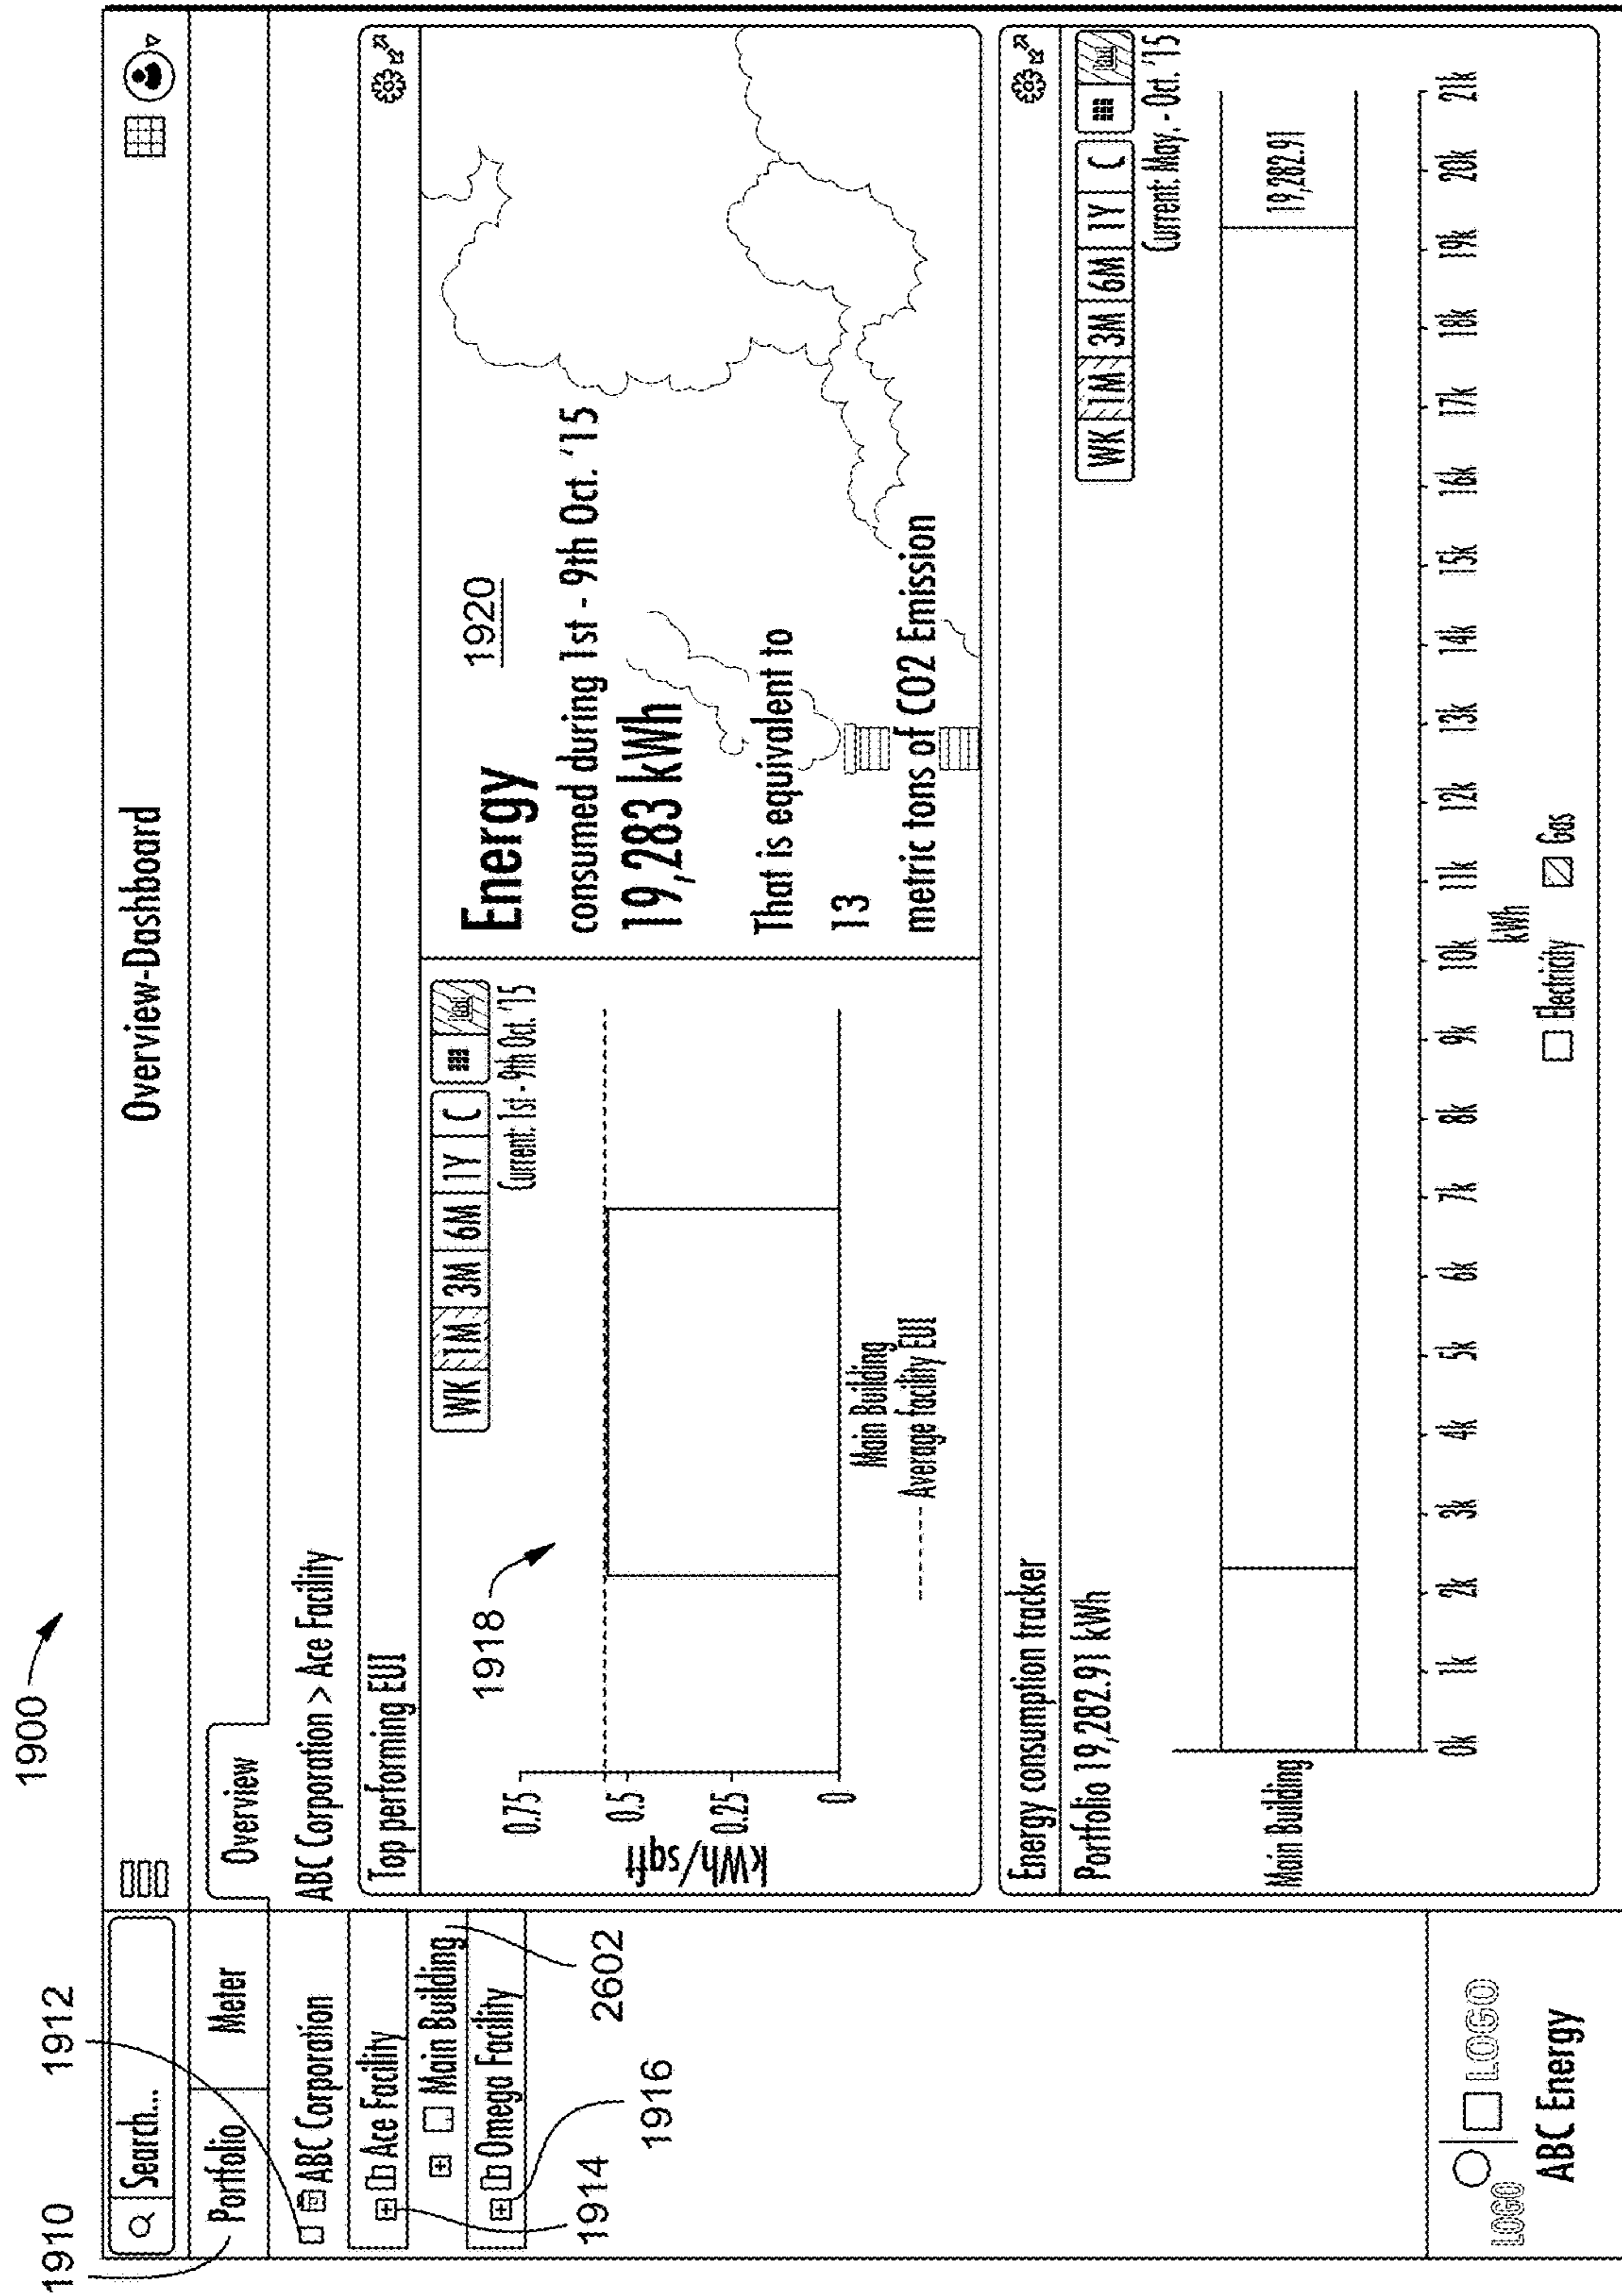 1900
1910
1912
Search...
Overview-Dashboard
Portfolio
Meter
Overview
ABC Corporation
ABC Corporation > Ace Facility
Ace Facility
Main Building
Omega Facility
1914
1916
2602
Top performing EUI
WK 1M 3M 6M 1Y C
Current: 1st - 9th Oct. '15
1918
kWh/sqft
0.75
0.5
0.25
0
Main Building
Average facility EUI
Energy
1920
consumed during 1st - 9th Oct. '15
19,283 kWh
That is equivalent to
13
metric tons of CO2 Emission
Energy consumption tracker
Portfolio 19,282.91 kWh
WK 1M 3M 6M 1Y C
Current: May. - Oct. '15
Main Building
19,282.91
0k 1k 2k 3k 4k 5k 6k 7k 8k 9k 10k 11k 12k 13k 14k 15k 16k 17k 18k 19k 20k 21k
kWh
Electricity Gas
LOGO
LOGO
ABC Energy